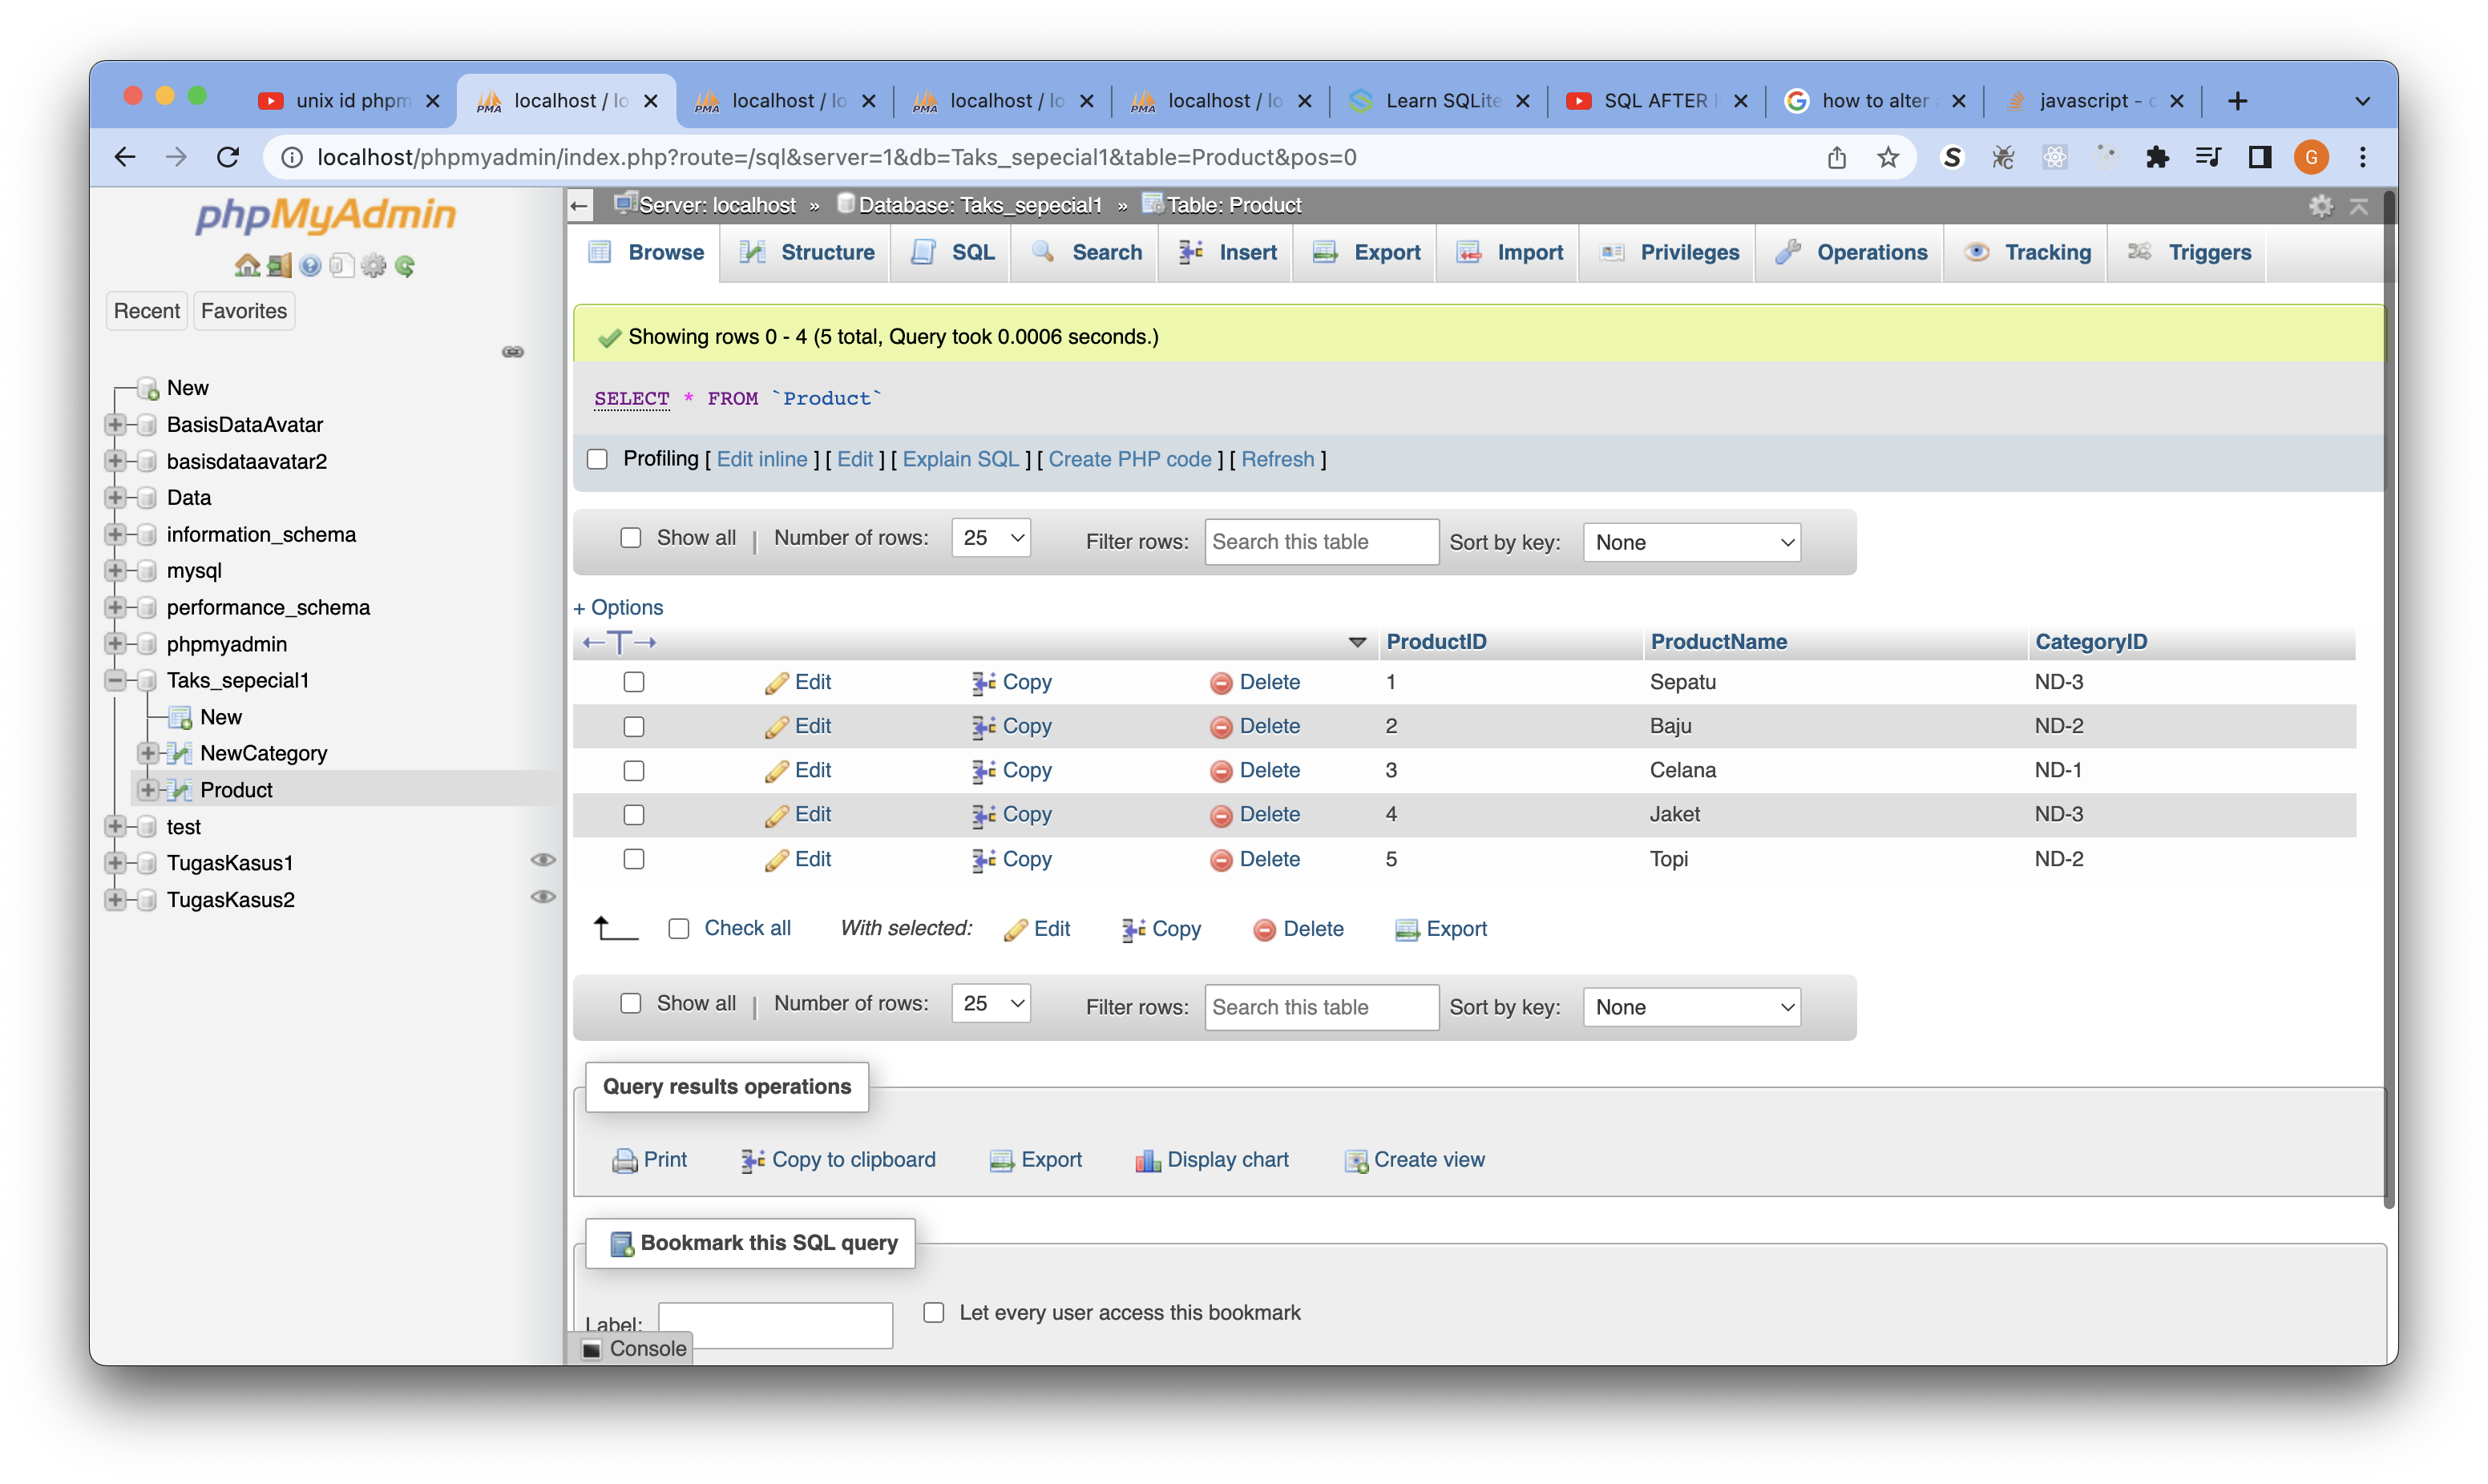 unix id phpm
localhost / lo
localhost / lo
localhost / lo
localhost / lo
Learn SQLite
SQL AFTER
how to alter
javascript -
localhost/phpmyadmin/index.php?route=/sql&server=1&db=Taks_sepecial1&table=Product&pos=0
G
phpMyAdmin
Recent Favorites
New
BasisDataAvatar
basisdataavatar2
Data
information_schema
mysql
performance_schema
phpmyadmin
Taks_sepecial1
New
NewCategory
Product
test
TugasKasus1
TugasKasus2
Server: localhost » Database: Taks_sepecial1 » Table: Product
Browse Structure SQL Search Insert Export Import Privileges Operations Tracking Triggers
Showing rows 0 - 4 (5 total, Query took 0.0006 seconds.)
SELECT * FROM `Product`
Profiling [ Edit inline ] [ Edit ] [ Explain SQL ] [ Create PHP code ] [ Refresh ]
Show all | Number of rows: 25 Filter rows: Search this table Sort by key: None
+ Options
←T→ ProductID ProductName CategoryID
Edit Copy Delete 1 Sepatu ND-3
Edit Copy Delete 2 Baju ND-2
Edit Copy Delete 3 Celana ND-1
Edit Copy Delete 4 Jaket ND-3
Edit Copy Delete 5 Topi ND-2
Check all With selected: Edit Copy Delete Export
Show all | Number of rows: 25 Filter rows: Search this table Sort by key: None
Query results operations
Print Copy to clipboard Export Display chart Create view
Bookmark this SQL query
Label: Let every user access this bookmark
Console